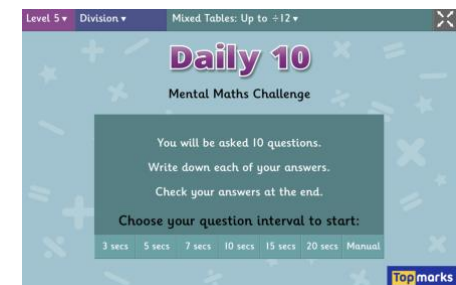 Level 5 ▾ Division ▾ Mixed Tables: Up to ÷12 ▾
Daily 10
Mental Maths Challenge
You will be asked 10 questions.
Write down each of your answers.
Check your answers at the end.
Choose your question interval to start:
3 secs 5 secs 7 secs 10 secs 15 secs 20 secs Manual
Topmarks